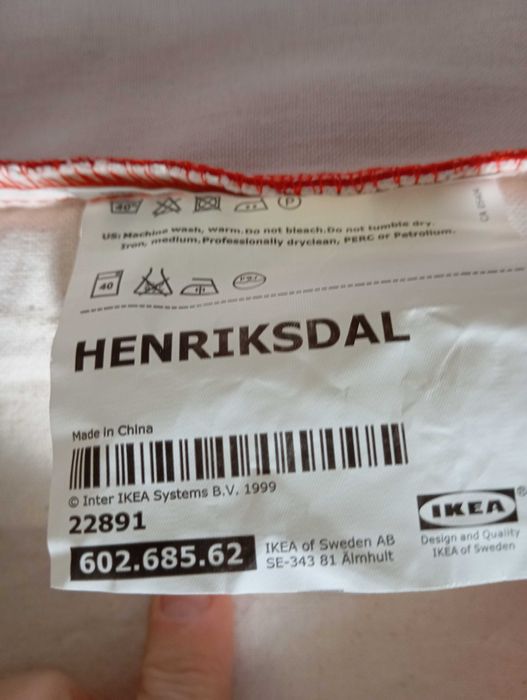 40°
P
US: Machine wash, warm.Do not bleach.Do not tumble dry.
Iron, medium,Professionally dryclean, PERC or Petrolium.
40
HENRIKSDAL
Made in China
© Inter IKEA Systems B.V. 1999
22891
602.685.62
IKEA of Sweden AB
SE-343 81 Älmhult
IKEA®
Design and Quality
IKEA of Sweden